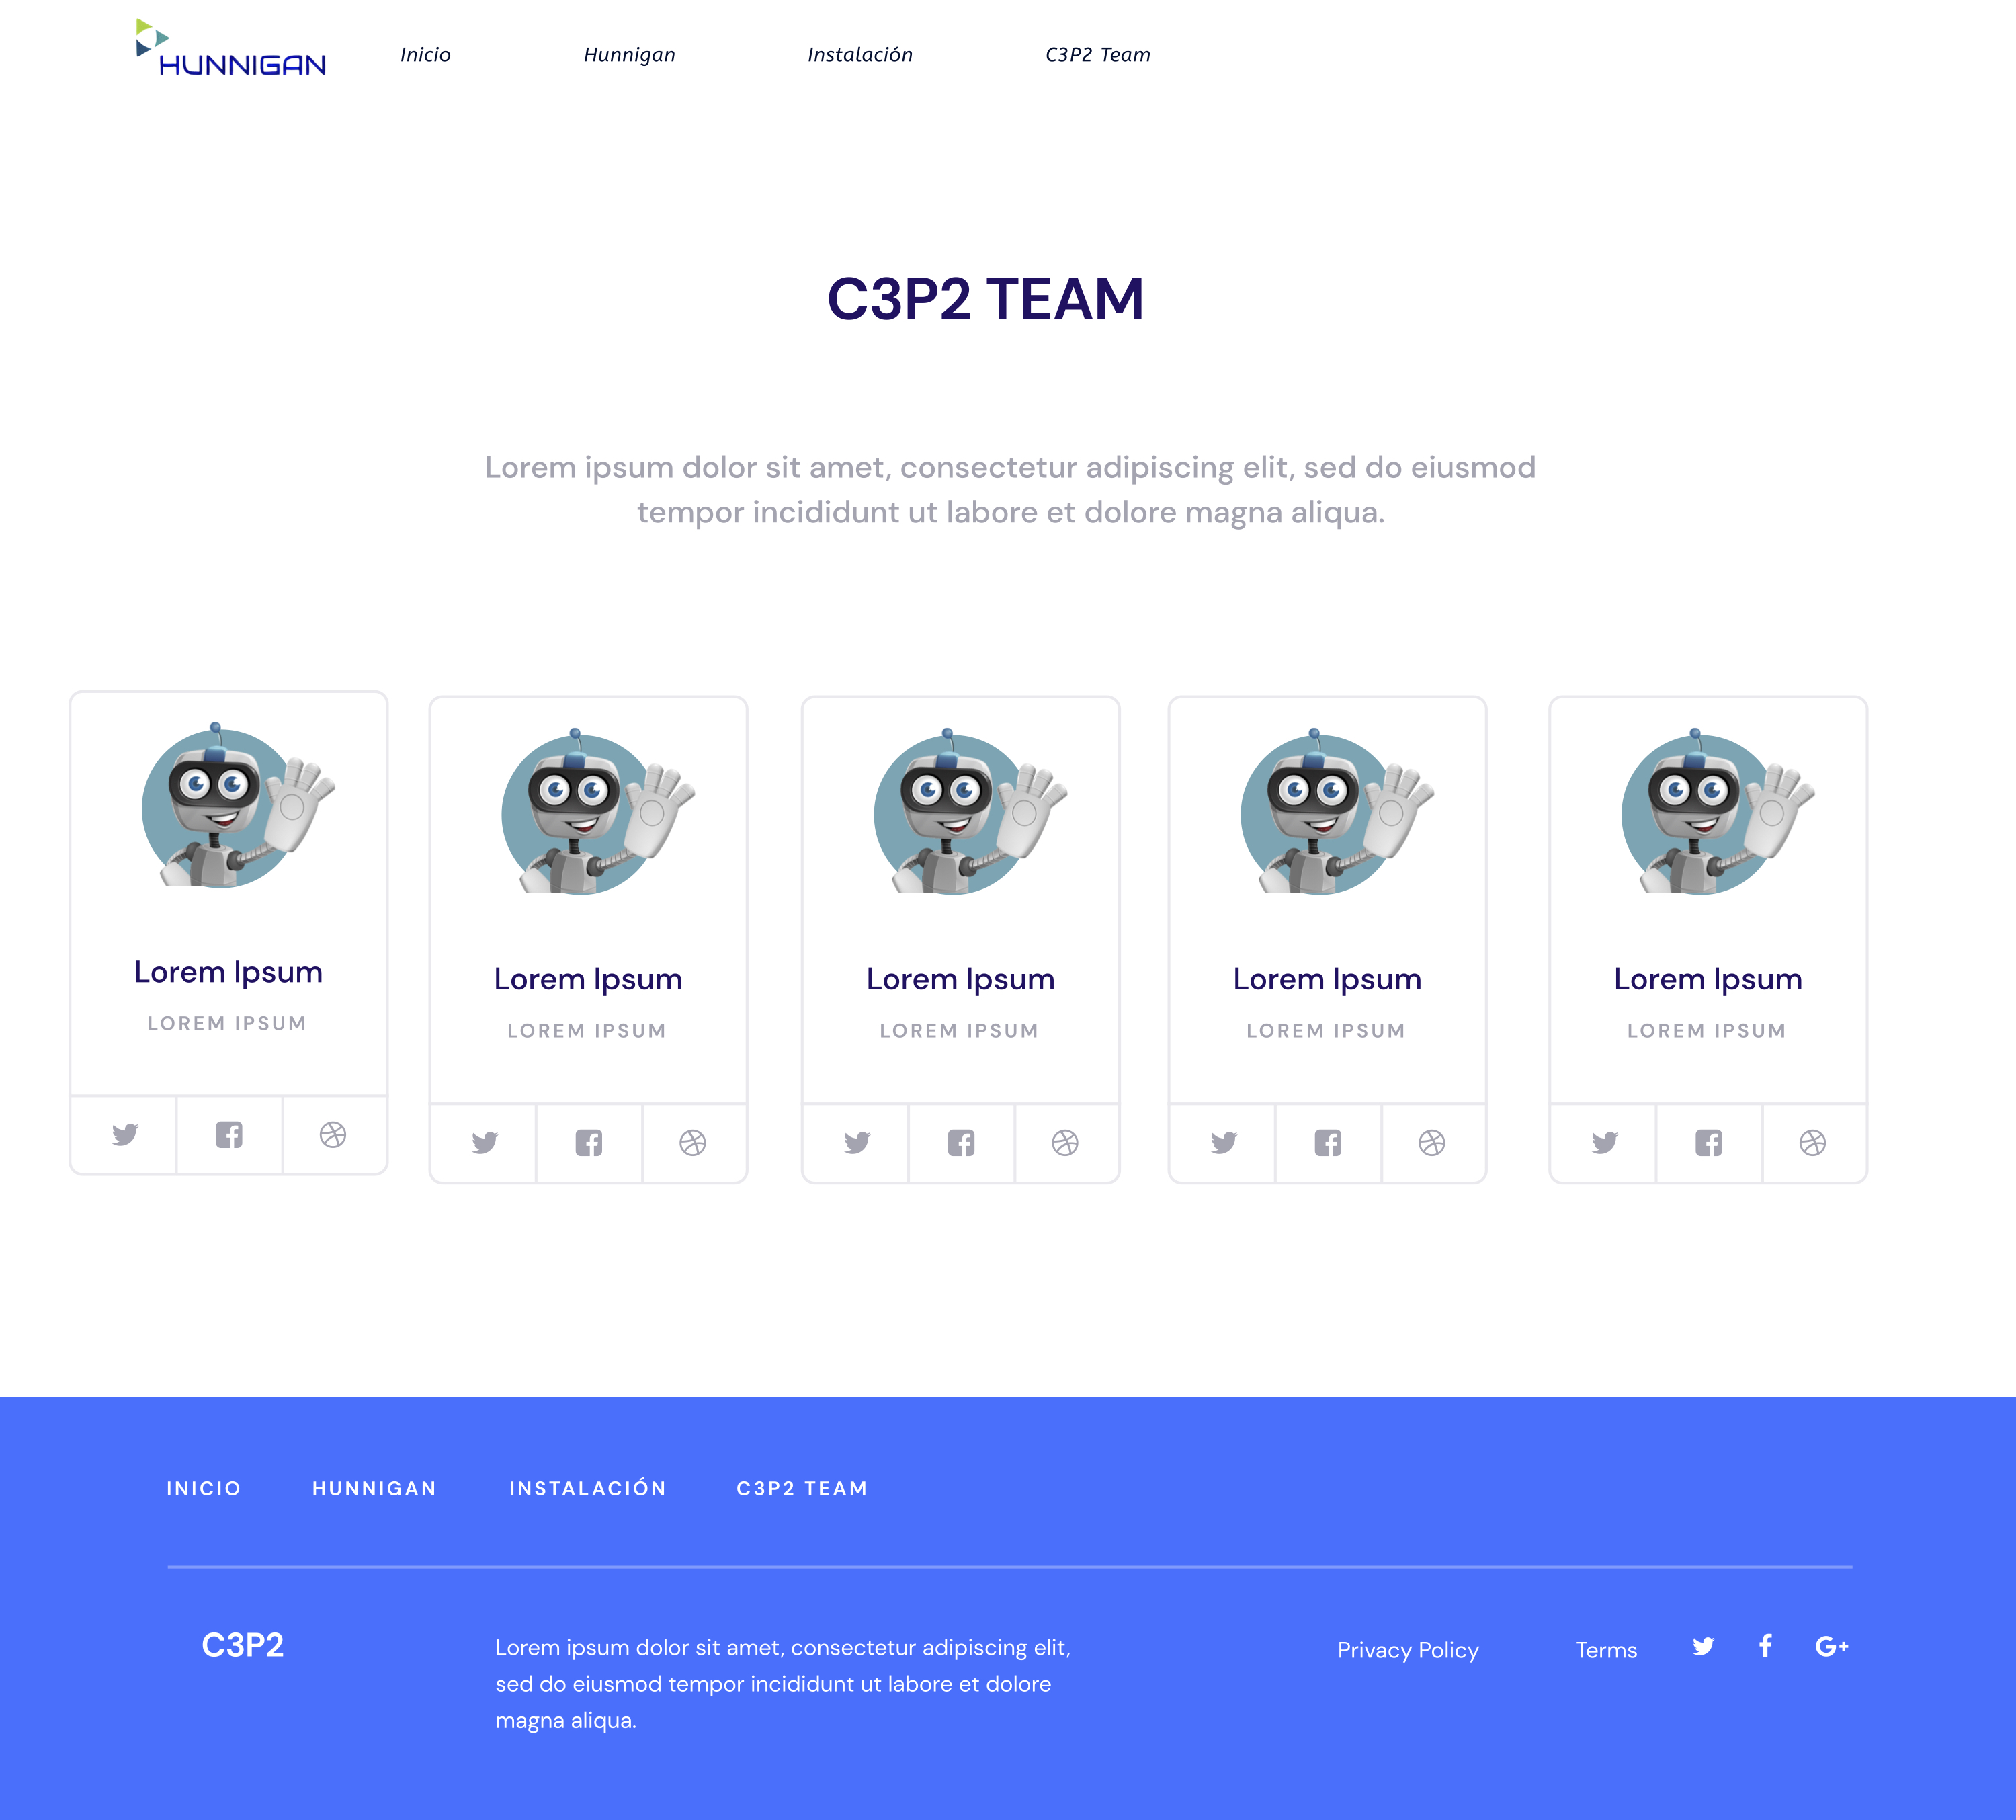 HUNNIGAN
Inicio Hunnigan Instalación C3P2 Team
C3P2 TEAM
Lorem ipsum dolor sit amet, consectetur adipiscing elit, sed do eiusmod
tempor incididunt ut labore et dolore magna aliqua.
Lorem Ipsum
LOREM IPSUM
Lorem Ipsum
LOREM IPSUM
Lorem Ipsum
LOREM IPSUM
Lorem Ipsum
LOREM IPSUM
Lorem Ipsum
LOREM IPSUM
INICIO HUNNIGAN INSTALACIÓN C3P2 TEAM
C3P2
Lorem ipsum dolor sit amet, consectetur adipiscing elit,
sed do eiusmod tempor incididunt ut labore et dolore
magna aliqua.
Privacy Policy Terms